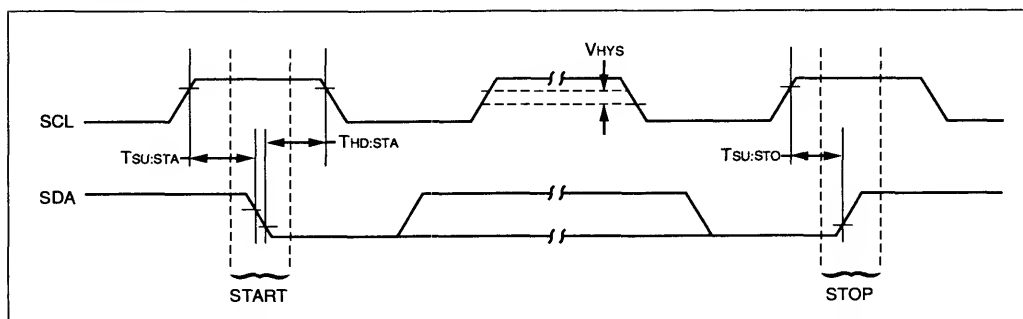 VHYS
SCL
TSU:STA
THD:STA
TSU:STO
SDA
START
STOP